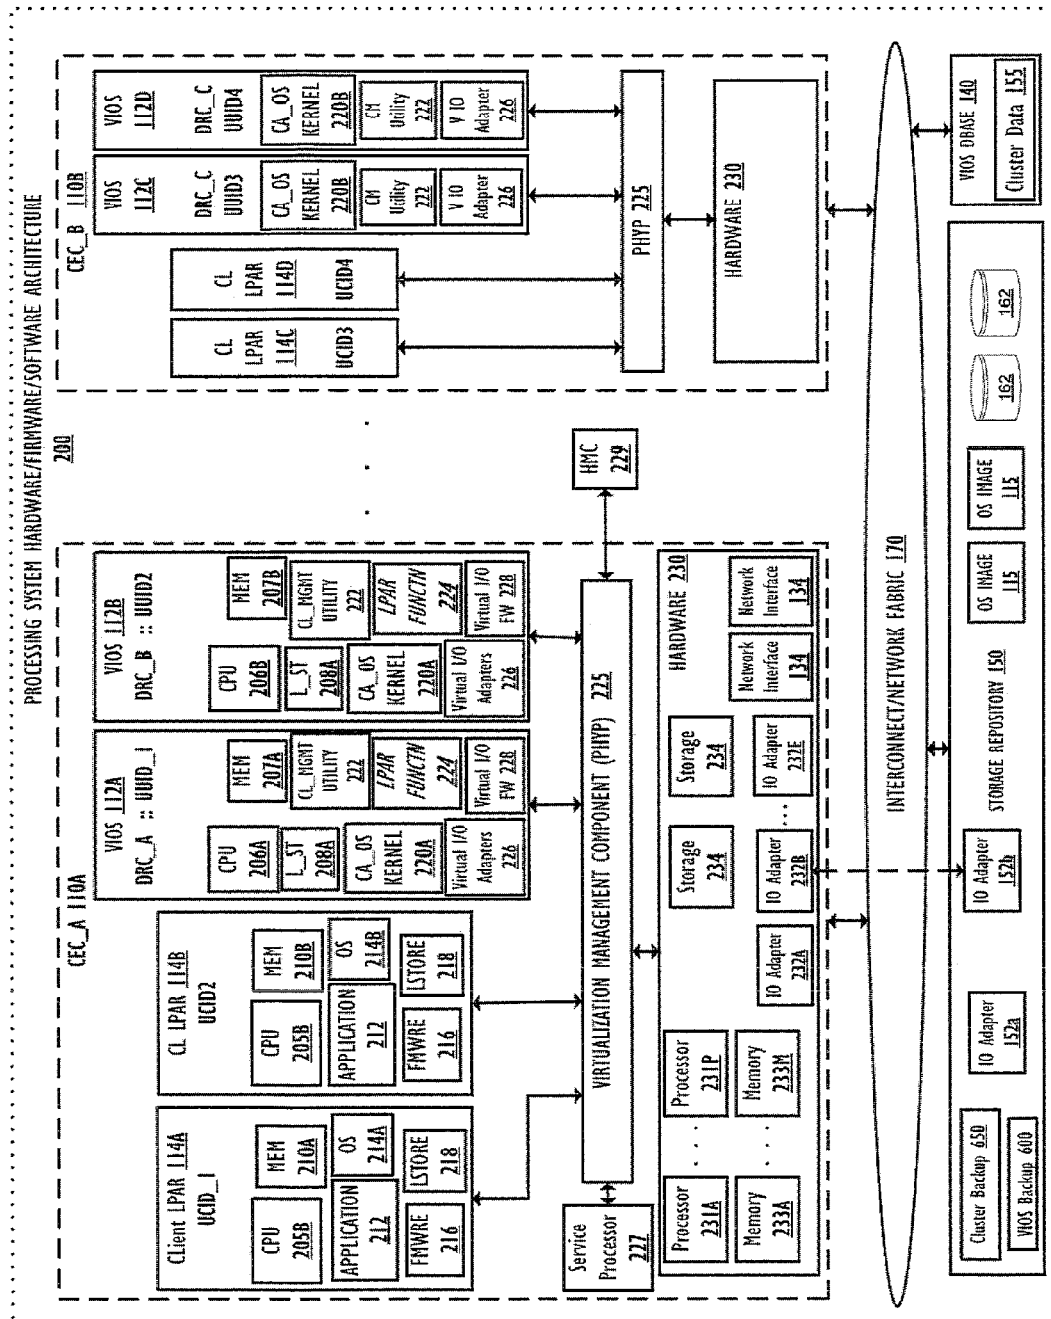 PROCESSING SYSTEM HARDWARE/FIRMWARE/SOFTWARE ARCHITECTURE
200
CEC_A 110A
CLient LPAR 114A
UCID_1
CPU
205B
MEM
210A
APPLICATION
212
OS
214A
FMWRE
216
LSTORE
218
CL LPAR 114B
UCID2
CPU
205B
MEM
210B
APPLICATION
212
OS
214B
FMWRE
216
LSTORE
218
VIOS 112A
DRC_A :: UUID_1
CPU
206A
MEM
207A
L_ST
208A
CL_MGMT
UTILITY
222
CA_OS
KERNEL
220A
LPAR
FUNCTN
224
Virtual I/O
Adapters
226
Virtual I/O
FW 228
VIOS 112B
DRC_B :: UUID2
CPU
206B
MEM
207B
L_ST
208A
CL_MGMT
UTILITY
222
CA_OS
KERNEL
220A
LPAR
FUNCTN
224
Virtual I/O
Adapters
226
Virtual I/O
FW 228
Service
Processor
227
VIRTUALIZATION MANAGEMENT COMPONENT (PHYP) 225
HMC
229
HARDWARE 230
Processor
231A
. . .
Processor
231P
Memory
233A
. . .
Memory
233M
Storage
234
Storage
234
IO Adapter
232A
IO Adapter
232B
...
IO Adapter
232E
Network
Interface
134
Network
Interface
134
. . .
CEC_B 110B
CL
LPAR
114C
UCID3
CL
LPAR
114D
UCID4
VIOS
112C
DRC_C
UUID3
CA_OS
KERNEL
220B
CM
Utility
222
V IO
Adapter
226
VIOS
112D
DRC_C
UUID4
CA_OS
KERNEL
220B
CM
Utility
222
V IO
Adapter
226
PHYP 225
HARDWARE 230
INTERCONNECT/NETWORK FABRIC 170
STORAGE REPOSITORY 150
Cluster Backup 650
VIOS Backup 600
IO Adapter
152a
IO Adapter
152b
OS IMAGE
115
OS IMAGE
115
162
162
VIOS DBASE 140
Cluster Data 155